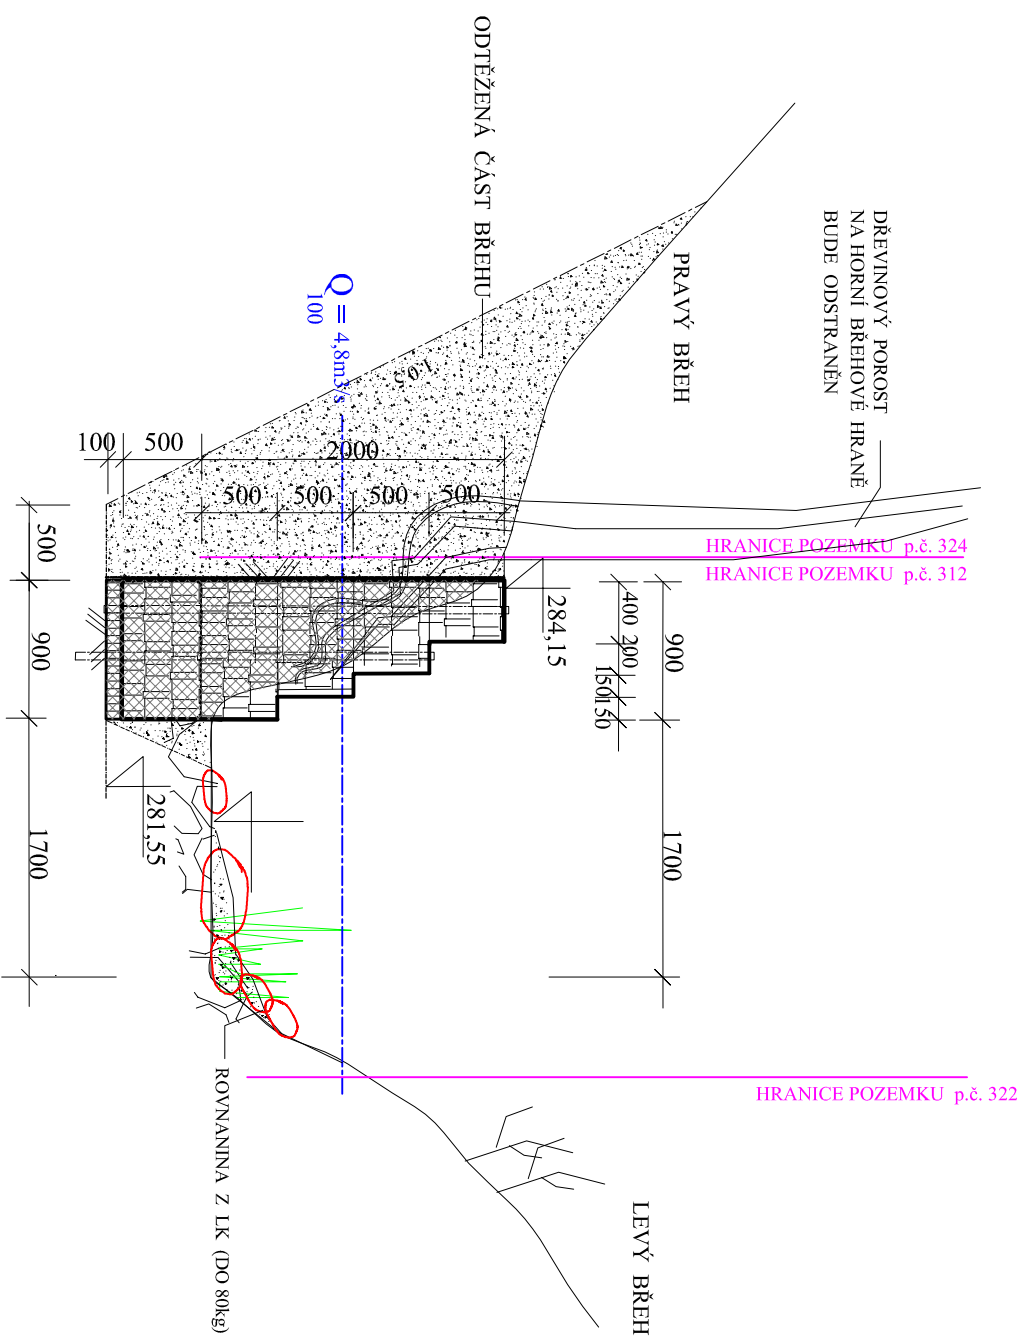 ODTĚŽENÁ ČÁST BŘEHU
PRAVÝ BŘEH
DŘEVINOVÝ POROST
NA HORNÍ BŘEHOVÉ HRANĚ
BUDE ODSTRANĚN
Q = 4,8m3/s
100
1:0,5
100
500
2000
500
500
500
500
HRANICE POZEMKU p.č. 324
HRANICE POZEMKU p.č. 312
500
900
1700
284,15
400
200
150
150
900
1700
281,55
HRANICE POZEMKU p.č. 322
ROVNANINA Z LK (DO 80kg)
LEVÝ BŘEH